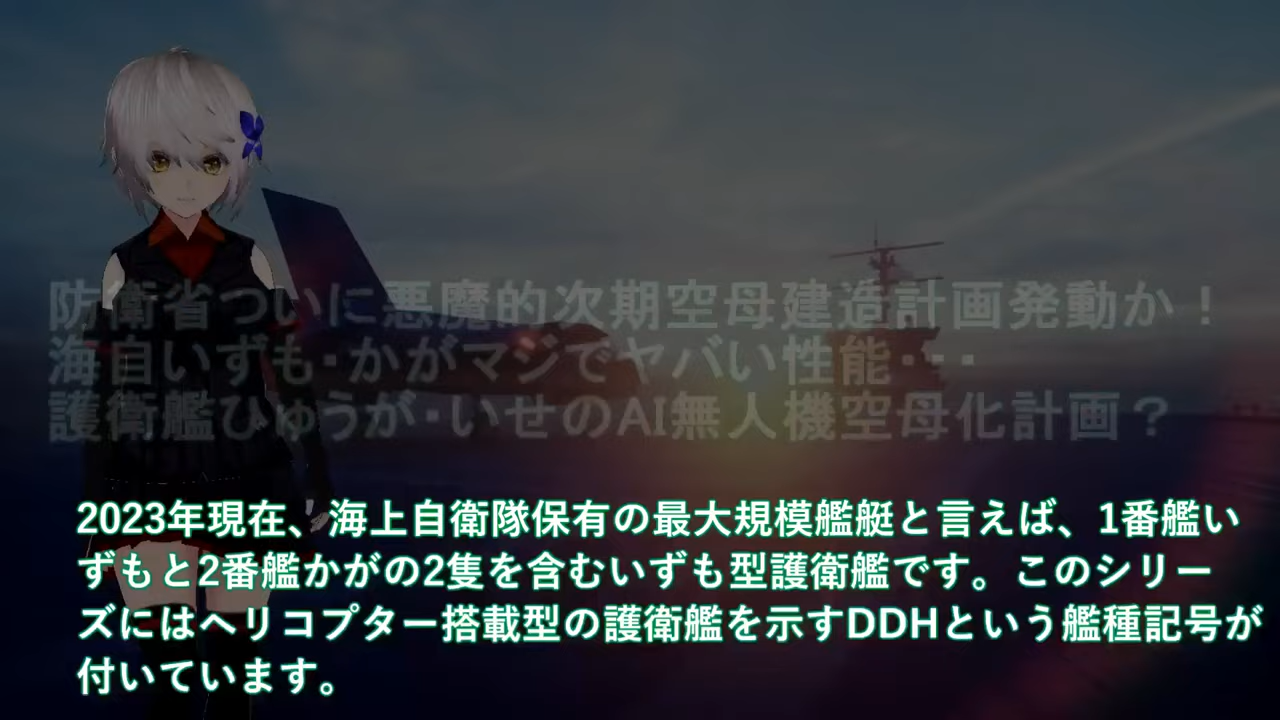 防衛省ついに悪魔的次期空母建造計画発動か！
海自いずも・かがマジでヤバい性能・・・
護衛艦ひゅうが・いせのAI無人機空母化計画？
2023年現在、海上自衛隊保有の最大規模艦艇と言えば、1番艦い
ずもと2番艦かがの2隻を含むいずも型護衛艦です。このシリー
ズにはヘリコプター搭載型の護衛艦を示すDDHという艦種記号が
付いています。